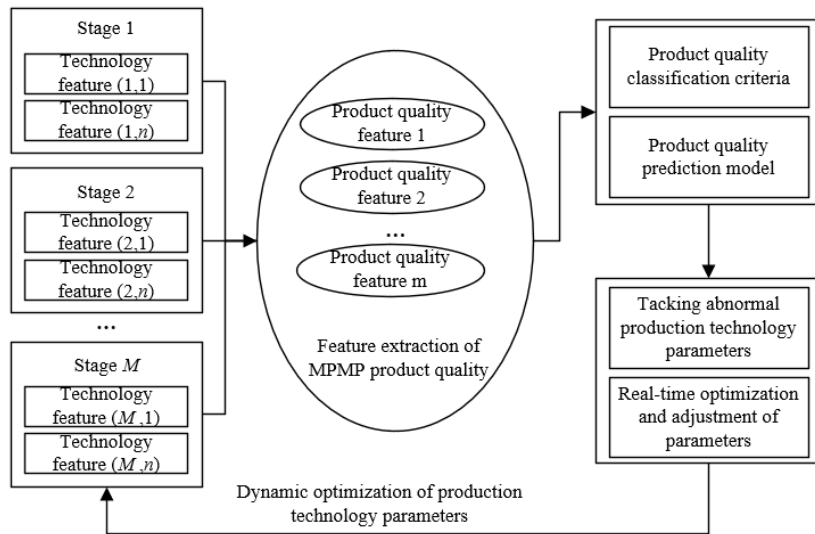 Stage 1
Technology
feature (1,1)
Technology
feature (1,n)
Stage 2
Technology
feature (2,1)
Technology
feature (2,n)
...
Stage M
Technology
feature (M,1)
Technology
feature (M,n)
Product quality
feature 1
Product quality
feature 2
...
Product quality
feature m
Feature extraction of
MPMP product quality
Product quality
classification criteria
Product quality
prediction model
Tacking abnormal
production technology
parameters
Real-time optimization
and adjustment of
parameters
Dynamic optimization of production
technology parameters